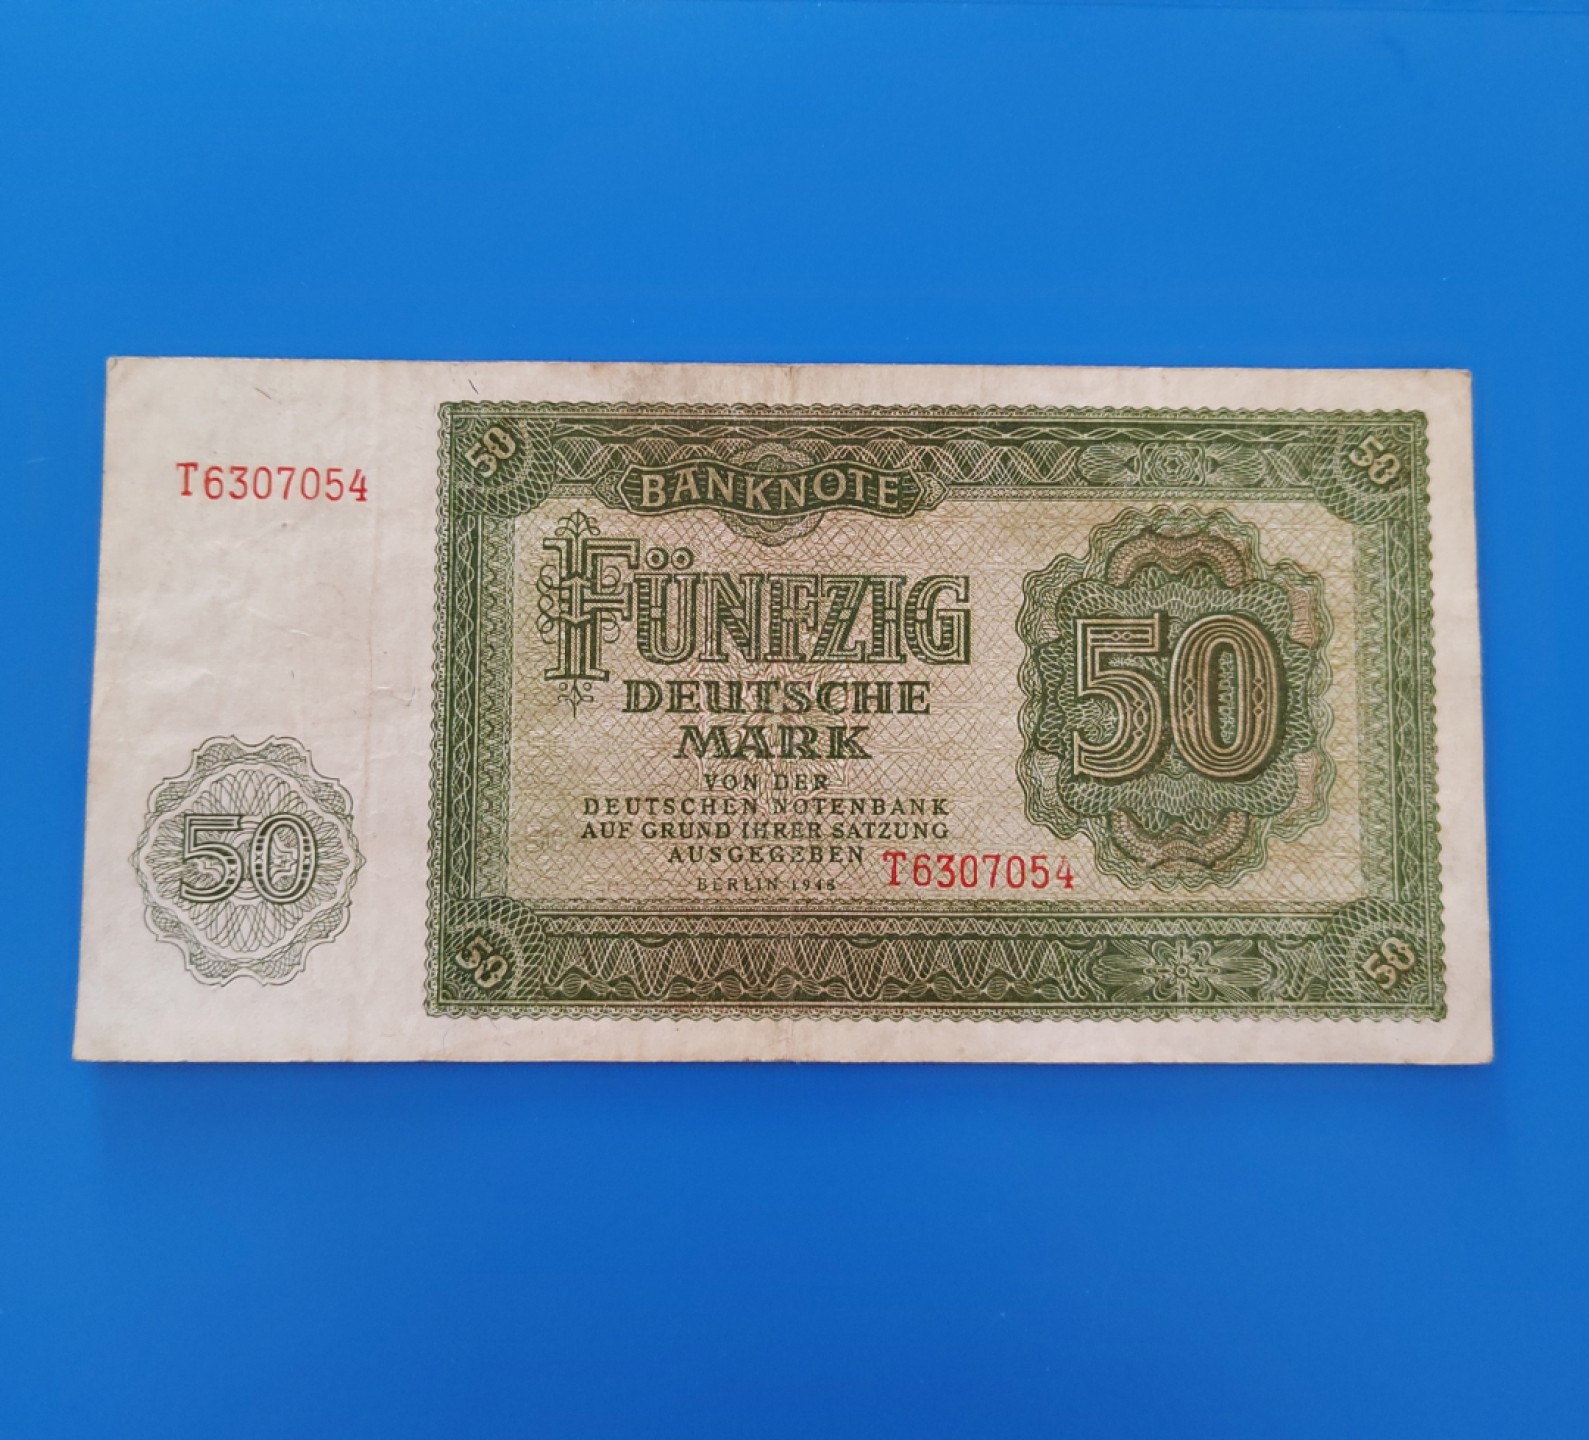 50
50
BANKNOTE
T6307054
FÜNFZIG
50
DEUTSCHE
MARK
VON DER
DEUTSCHEN NOTENBANK
50
AUF GRUND IHRER SATZUNG
AUSGEGEBEN
T6307054
BERLIN 1948
50
50